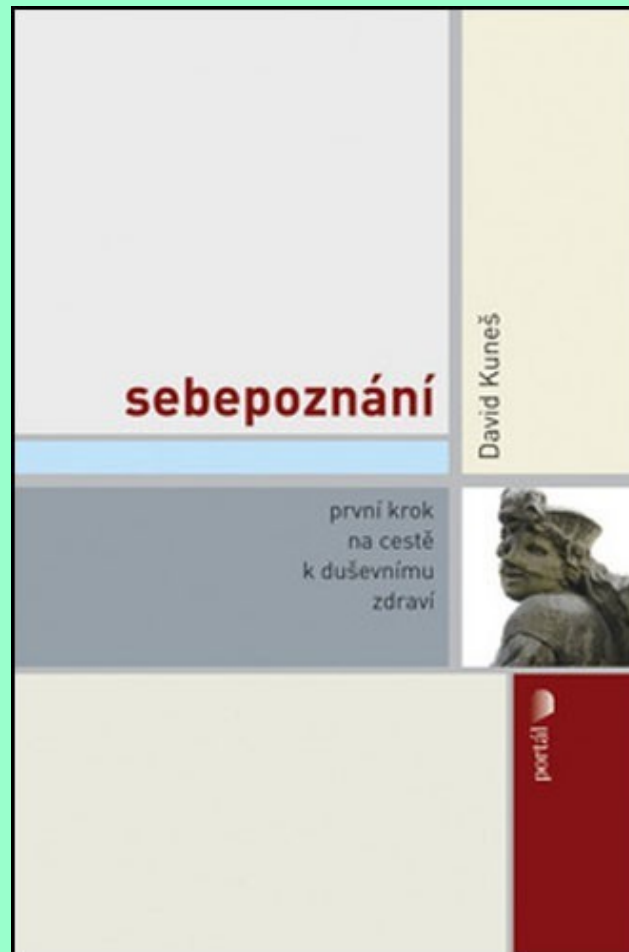 sebepoznání
David Kuneš
první krok
na cestě
k duševnímu
zdraví
portál